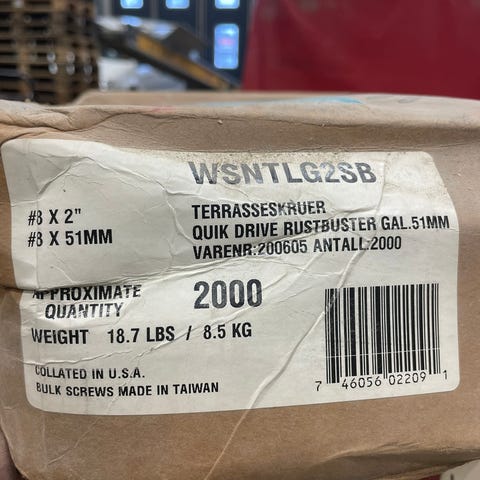 WSNTLG2SB
#8 X 2"
#8 X 51MM
TERRASSESKRUER
QUIK DRIVE RUSTBUSTER GAL.51MM
VARENR:200605 ANTALL:2000
APPROXIMATE
QUANTITY
2000
WEIGHT 18.7 LBS / 8.5 KG
COLLATED IN U.S.A.
BULK SCREWS MADE IN TAIWAN
7 46056 02209 1